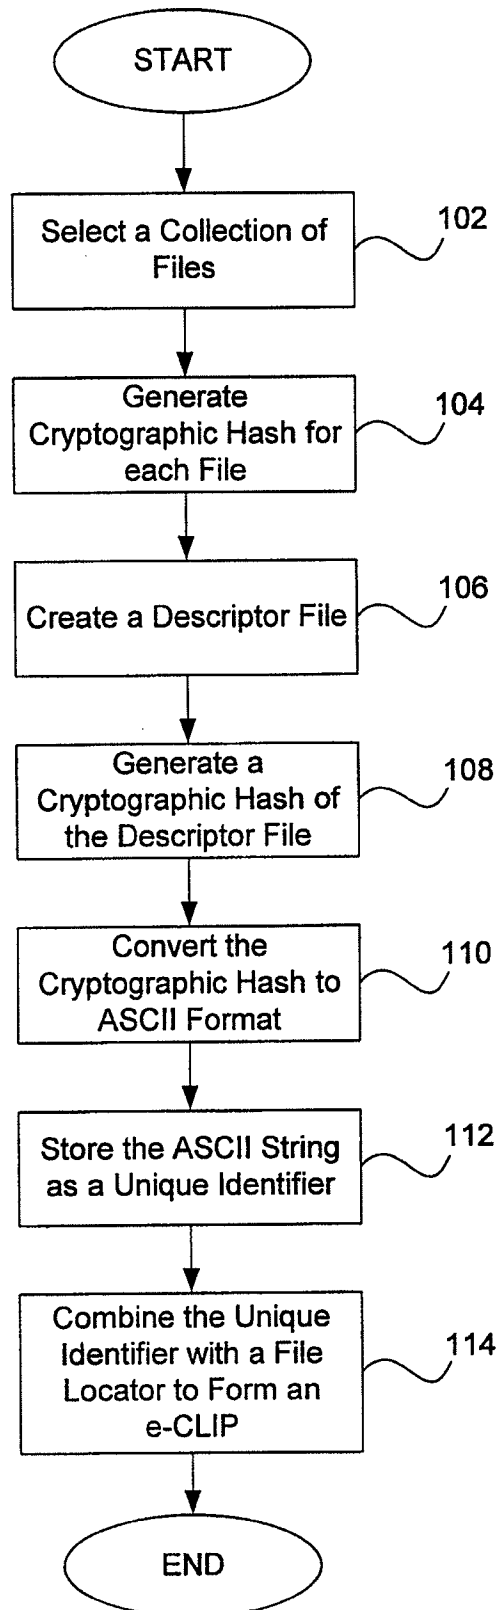 START
Select a Collection of
Files
102
Generate
Cryptographic Hash for
each File
104
Create a Descriptor File
106
Generate a
Cryptographic Hash of
the Descriptor File
108
Convert the
Cryptographic Hash to
ASCII Format
110
Store the ASCII String
as a Unique Identifier
112
Combine the Unique
Identifier with a File
Locator to Form an
e-CLIP
114
END